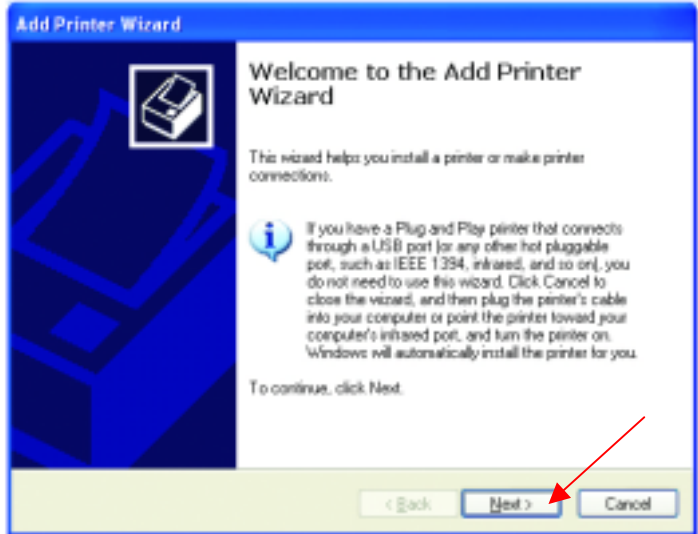 Add Printer Wizard
Welcome to the Add Printer
Wizard
This wizard helps you install a printer or make printer
connections.
If you have a Plug and Play printer that connects
through a USB port (or any other hot pluggable
port, such as IEEE 1394, infrared, and so on), you
do not need to use this wizard. Click Cancel to
close the wizard, and then plug the printer's cable
into your computer or point the printer toward your
computer's infrared port, and turn the printer on.
Windows will automatically install the printer for you.
To continue, click Next.
< Back Next > Cancel